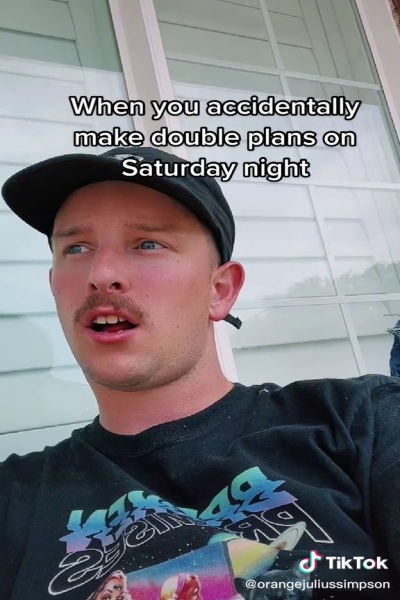 When you accidentally
make double plans on
Saturday night
TikTok
@orangejuliussimpson